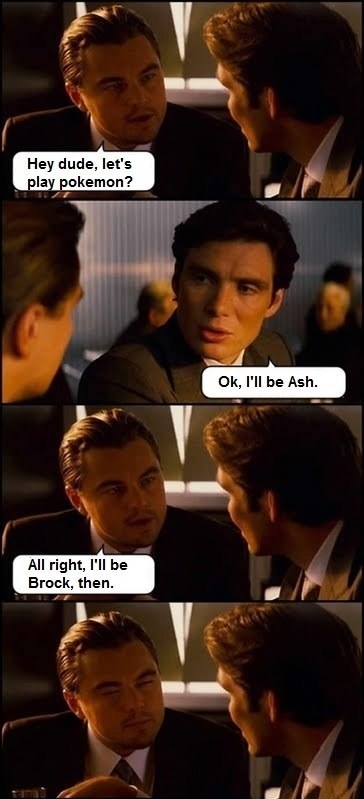 Hey dude, let's
play pokemon?
Ok, I'll be Ash.
All right, I'll be
Brock, then.